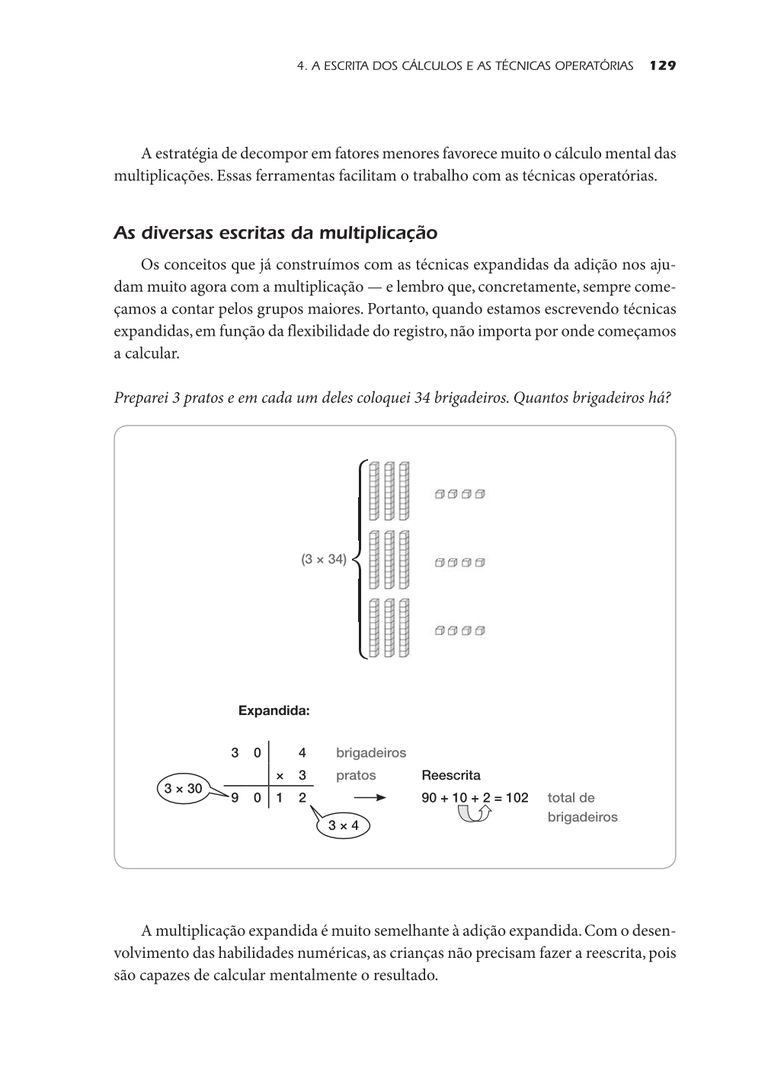 4. A ESCRITA DOS CÁLCULOS E AS TÉCNICAS OPERATÓRIAS 129
A estratégia de decompor em fatores menores favorece muito o cálculo mental das
multiplicações. Essas ferramentas facilitam o trabalho com as técnicas operatórias.
As diversas escritas da multiplicação
Os conceitos que já construímos com as técnicas expandidas da adição nos aju-
dam muito agora com a multiplicação — e lembro que, concretamente, sempre come-
çamos a contar pelos grupos maiores. Portanto, quando estamos escrevendo técnicas
expandidas, em função da flexibilidade do registro, não importa por onde começamos
a calcular.
Preparei 3 pratos e em cada um deles coloquei 34 brigadeiros. Quantos brigadeiros há?
(3 × 34)
Expandida:
3 0 4 brigadeiros
× 3 pratos Reescrita
3 × 30
9 0 1 2 90 + 10 + 2 = 102 total de
brigadeiros
3 × 4
A multiplicação expandida é muito semelhante à adição expandida. Com o desen-
volvimento das habilidades numéricas, as crianças não precisam fazer a reescrita, pois
são capazes de calcular mentalmente o resultado.